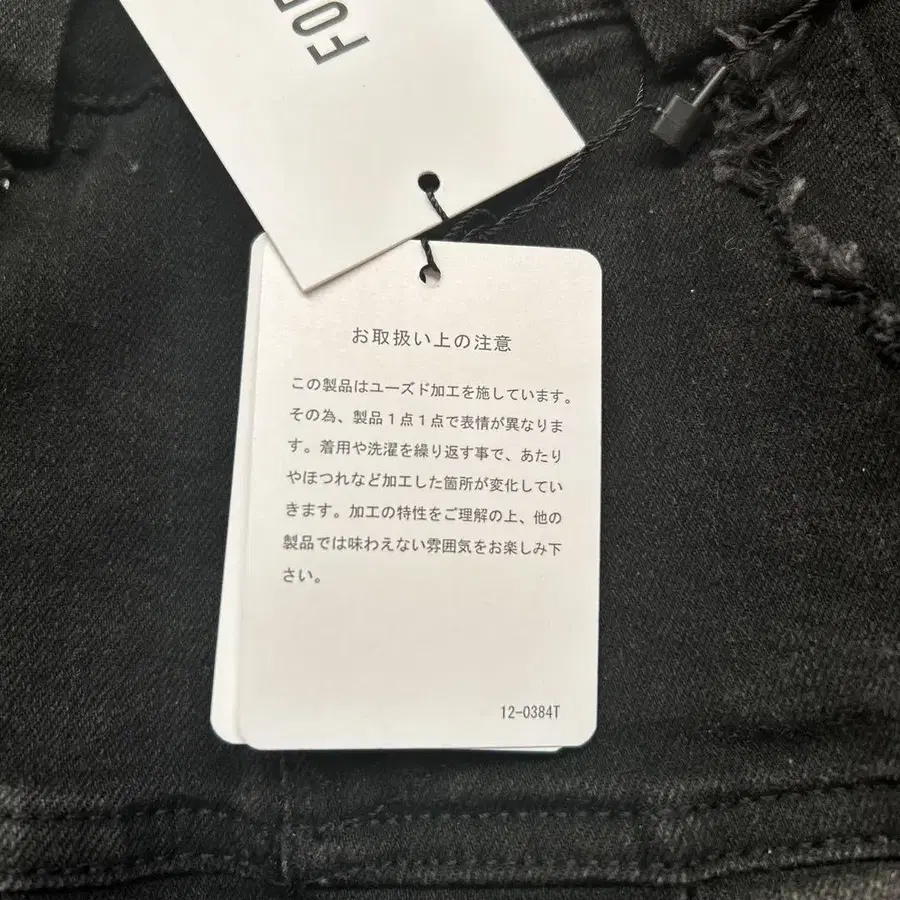 お取扱い上の注意
この製品はユーズド加工を施しています。
その為、製品１点１点で表情が異なりま
す。着用や洗濯を繰り返す事で、あたり
やほつれなど加工した箇所が変化してい
きます。加工の特性をご理解の上、他の
製品では味わえない雰囲気をお楽しみ下
さい。
12-0384T